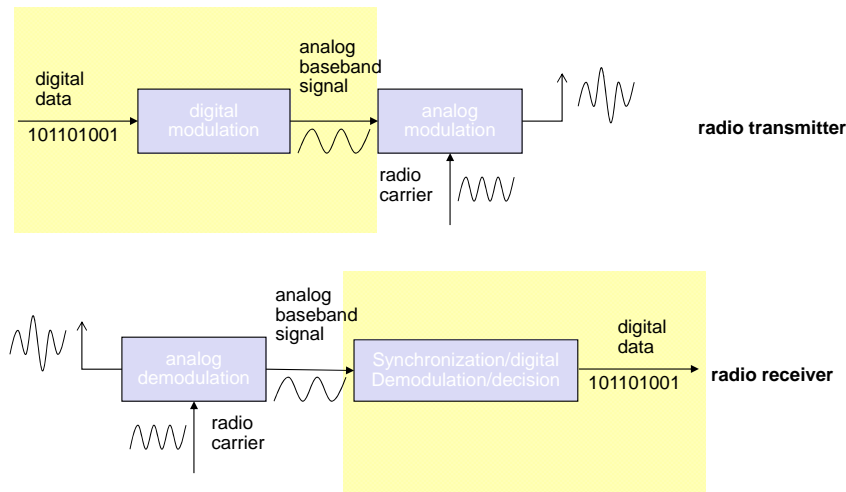 analog
baseband
signal
digital
data
101101001
digital
modulation
analog
modulation
radio
carrier
radio transmitter
analog
baseband
signal
analog
demodulation
radio
carrier
Synchronization/digital
Demodulation/decision
digital
data
101101001
radio receiver